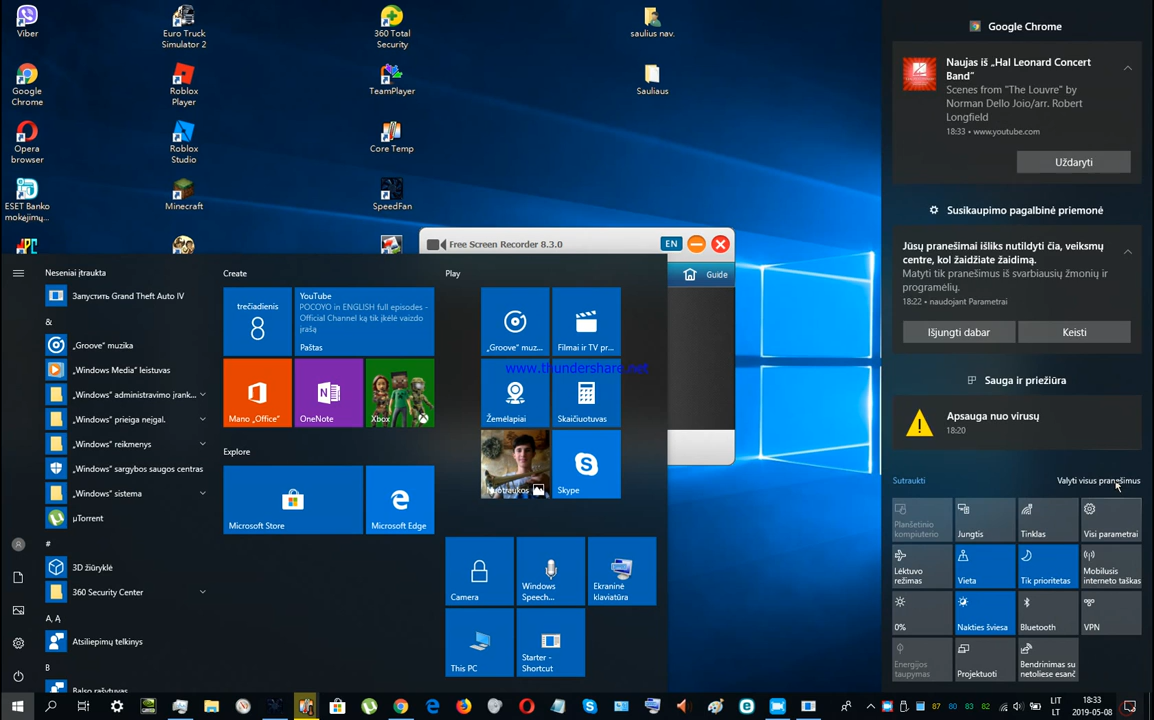 Viber
Euro Truck
Simulator 2
360 Total
Security
saulius nav.
Google
Chrome
Roblox
Player
TeamPlayer
Sauliaus
Opera
browser
Roblox
Studio
Core Temp
ESET Banko
mokėjimų...
Minecraft
SpeedFan
Free Screen Recorder 8.3.0
EN
Guide
www.thundershare.net
Neseniai įtraukta
Запустить Grand Theft Auto IV
&
„Groove“ muzika
„Windows Media“ leistuvas
„Windows“ administravimo įrank...
„Windows“ prieiga neįgal.
„Windows“ reikmenys
„Windows“ sargybos saugos centras
„Windows“ sistema
µTorrent
#
3D žiūryklė
360 Security Center
A, Ą
Atsiliepimų telkinys
B
Balso rašytuvas
Create
trečiadienis
8
YouTube
POCOYO in ENGLISH full episodes -
Official Channel ką tik įkėlė vaizdo
įrašą
Paštas
Mano „Office“
OneNote
Xbox
Explore
Microsoft Store
Microsoft Edge
Play
„Groove“ muz...
Filmai ir TV pr...
Žemėlapiai
Skaičiuotuvas
Nuotraukos
Skype
Camera
Windows
Speech...
Ekraninė
klaviatūra
This PC
Starter -
Shortcut
Google Chrome
Naujas iš „Hal Leonard Concert
Band“
Scenes from "The Louvre" by
Norman Dello Joio/arr. Robert
Longfield
18:33 • www.youtube.com
Uždaryti
Susikaupimo pagalbinė priemonė
Jūsų pranešimai išliks nutildyti čia, veiksmų
centre, kol žaidžiate žaidimą.
Matyti tik pranešimus iš svarbiausių žmonių ir
programėlių.
18:22 • naudojant Parametrai
Išjungti dabar
Keisti
Sauga ir priežiūra
Apsauga nuo virusų
18:20
Sutraukti
Valyti visus pranešimus
Planšetinio
kompiuterio
Jungtis
Tinklas
Visi parametrai
Lėktuvo
režimas
Vieta
Tik prioritetas
Mobilusis
interneto taškas
0%
Nakties šviesa
Bluetooth
VPN
Energijos
taupymas
Projektuoti
Bendrinimas su
netoliese esanč
87 80 83 82
LIT
LT
18:33
2019-05-08